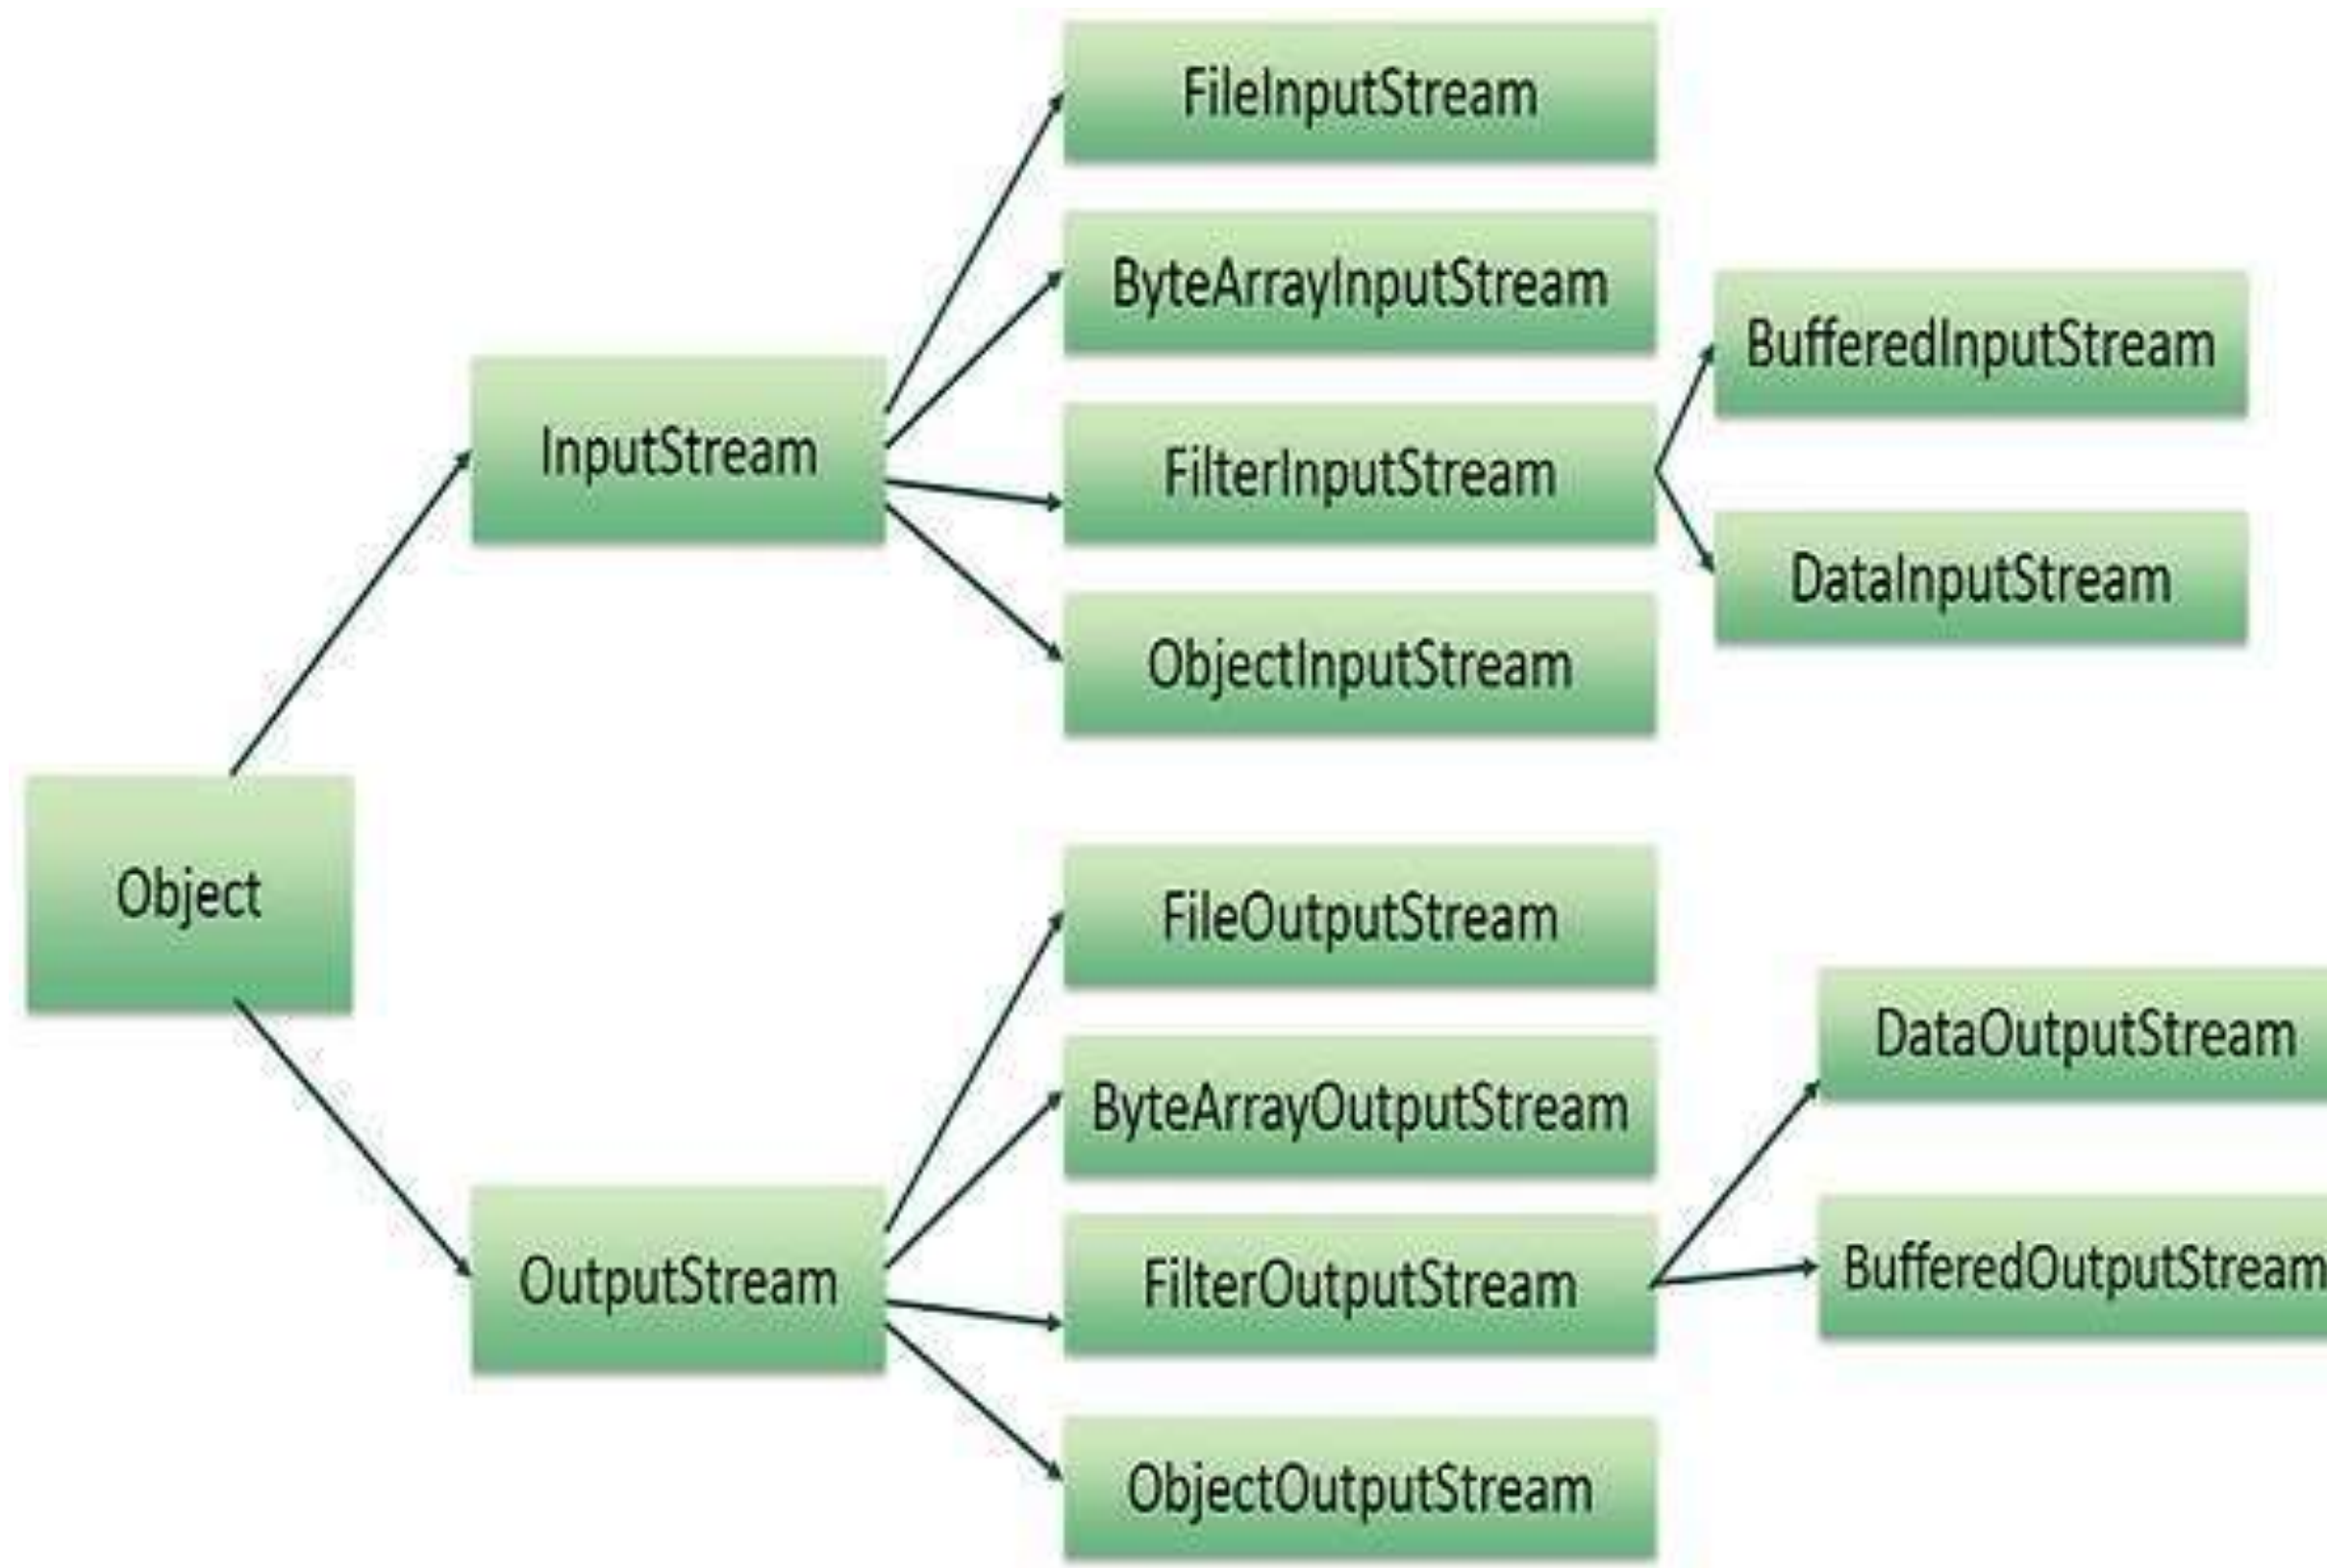 FileInputStream
ByteArrayInputStream
BufferedInputStream
InputStream
FilterInputStream
DataInputStream
ObjectInputStream
Object
FileOutputStream
DataOutputStream
ByteArrayOutputStream
OutputStream
FilterOutputStream
BufferedOutputStream
ObjectOutputStream